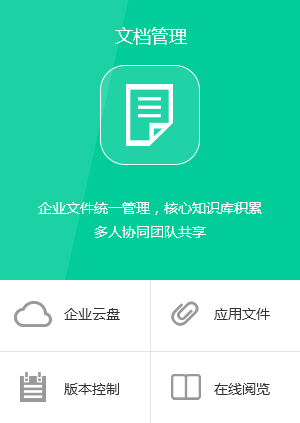 文档管理
企业文件统一管理，核心知识库积累
多人协同团队共享
企业云盘
应用文件
版本控制
在线阅览